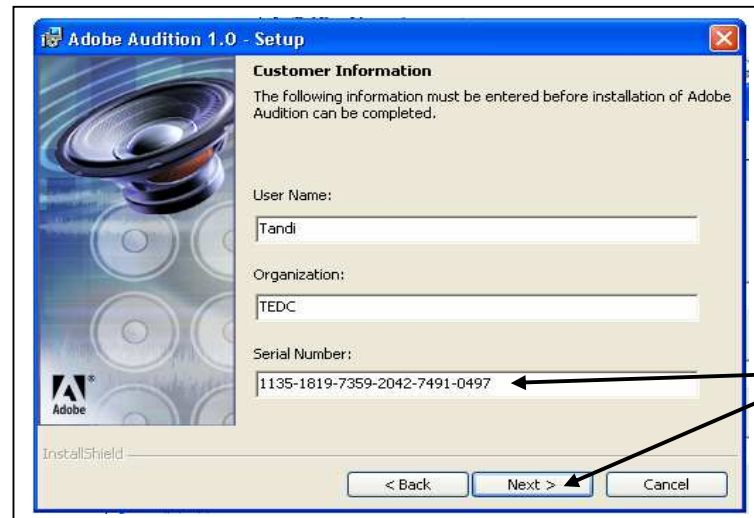 Adobe Audition 1.0 - Setup
Customer Information
The following information must be entered before installation of Adobe
Audition can be completed.
User Name:
Tandi
Organization:
TEDC
Serial Number:
1135-1819-7359-2042-7491-0497
Adobe
InstallShield
< Back
Next >
Cancel